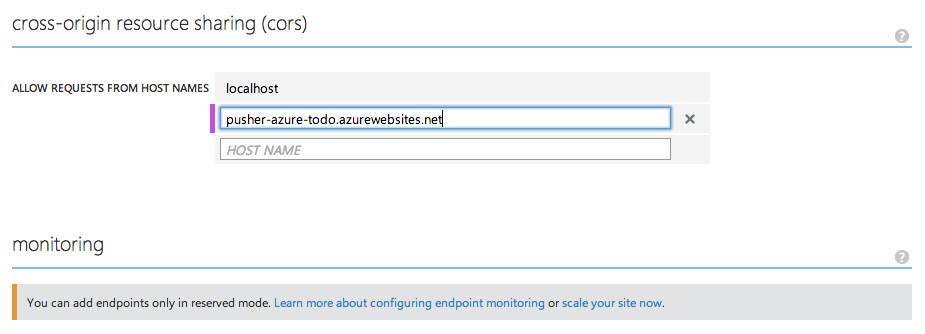 cross-origin resource sharing (cors)
?
ALLOW REQUESTS FROM HOST NAMES localhost
pusher-azure-todo.azurewebsites.net
HOST NAME
monitoring
?
You can add endpoints only in reserved mode. Learn more about configuring endpoint monitoring or scale your site now.